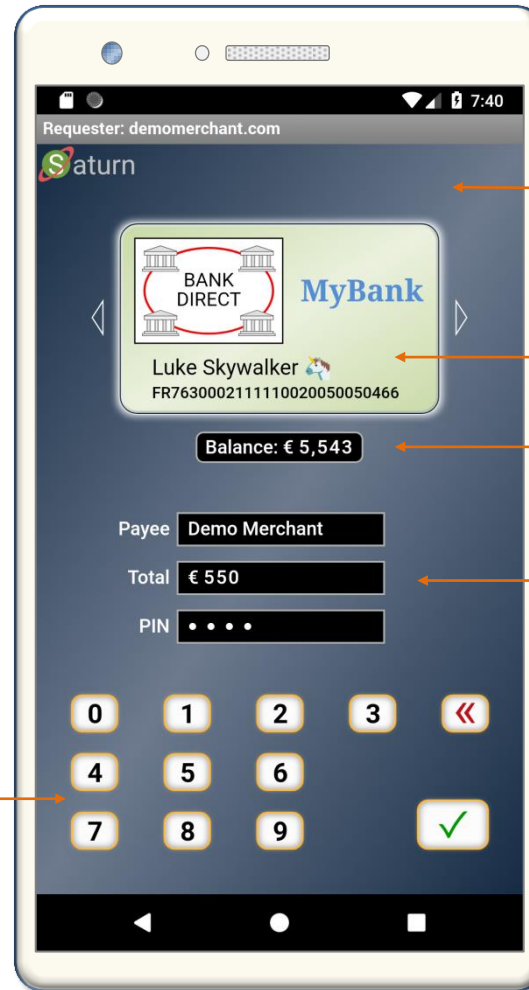 7:40
Requester: demomerchant.com
Saturn
BANK
DIRECT
MyBank
Luke Skywalker 🦄
FR7630002111110020050050466
Balance: € 5,543
Payee Demo Merchant
Total € 550
PIN • • • •
0 1 2 3 «
4 5 6
7 8 9 ✓